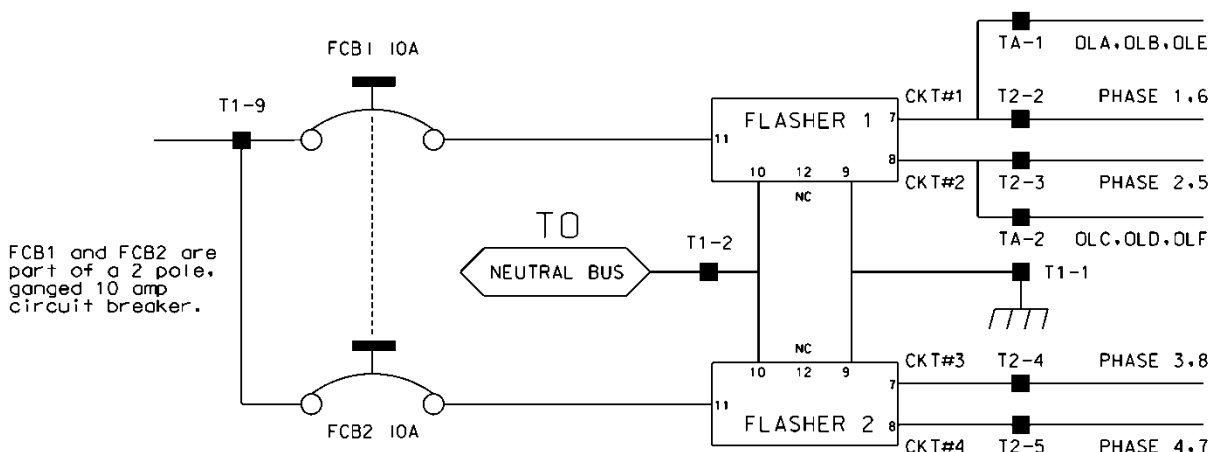 FCB1 10A
T1-9
FCB1 and FCB2 are
part of a 2 pole,
ganged 10 amp
circuit breaker.
FCB2 10A
TO
NEUTRAL BUS
T1-2
FLASHER 1
11
7
8
10 12 9
NC
CKT#1
CKT#2
TA-1 OLA,OLB,OLE
T2-2 PHASE 1,6
T2-3 PHASE 2,5
TA-2 OLC,OLD,OLF
T1-1
NC
10 12 9
11
7
8
FLASHER 2
CKT#3 T2-4 PHASE 3,8
CKT#4 T2-5 PHASE 4,7